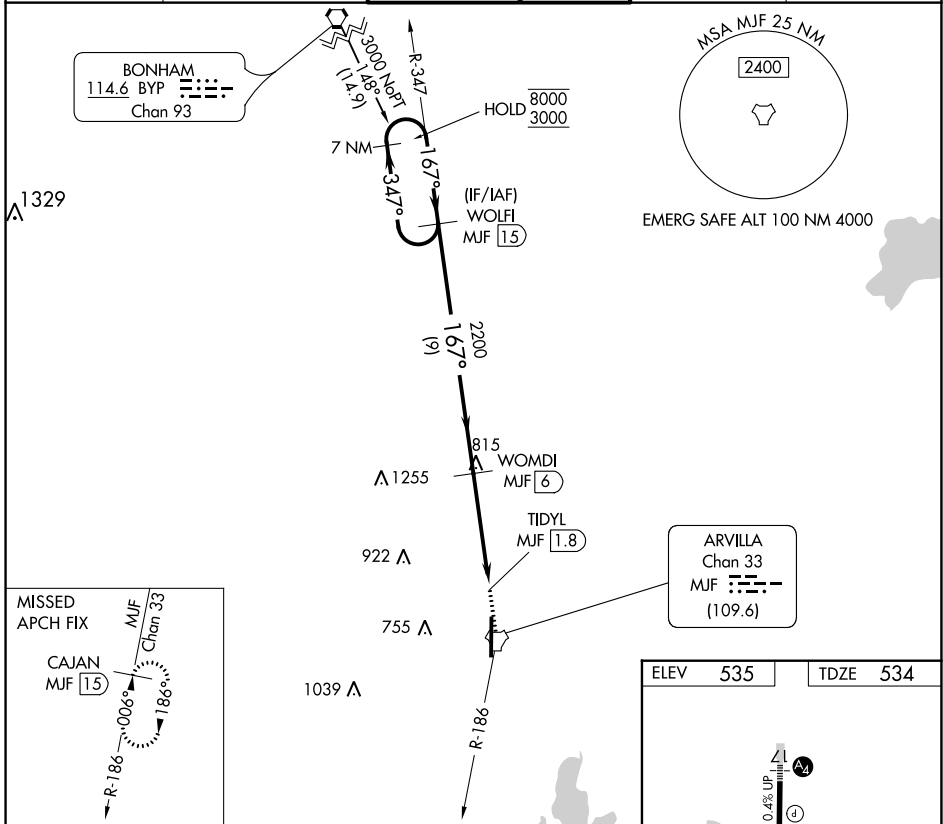 BONHAM
114.6 BYP
Chan 93
3000 NoPT
148°
(14.9)
R-347
HOLD 8000
3000
7 NM
167°
347°
(IF/IAF)
WOLFI
MJF 15
MSA MJF 25 NM
2400
EMERG SAFE ALT 100 NM 4000
1329
2200
167°
(9)
815
WOMDI
MJF 6
1255
TIDYL
MJF 1.8
922
ARVILLA
Chan 33
MJF
(109.6)
755
1039
R-186
MISSED
APCH FIX
MJF
Chan 33
CAJAN
MJF 15
006°
186°
R-186
ELEV 535
TDZE 534
17
A4
0.4% UP
P